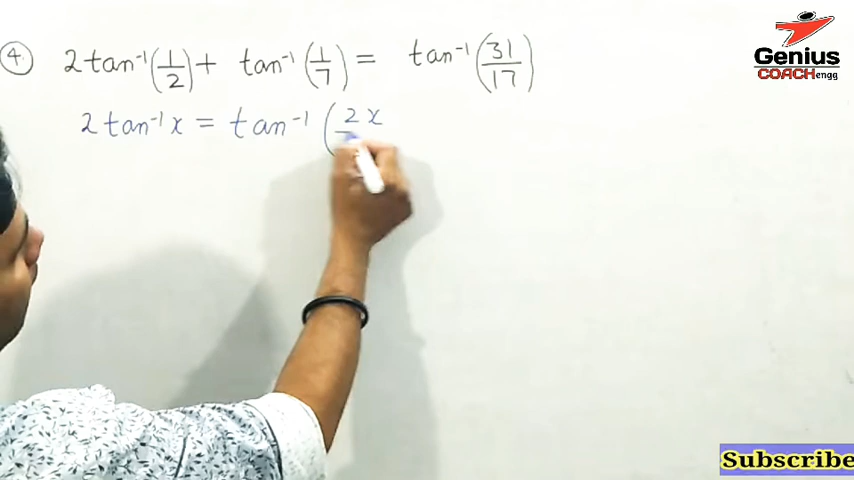 ④ 2tan⁻¹(1/2) + tan⁻¹(1/7) = tan⁻¹(31/17)
2tan⁻¹x = tan⁻¹(2x
SUBSCRIBE
Genius
COACHengg
Subscribe